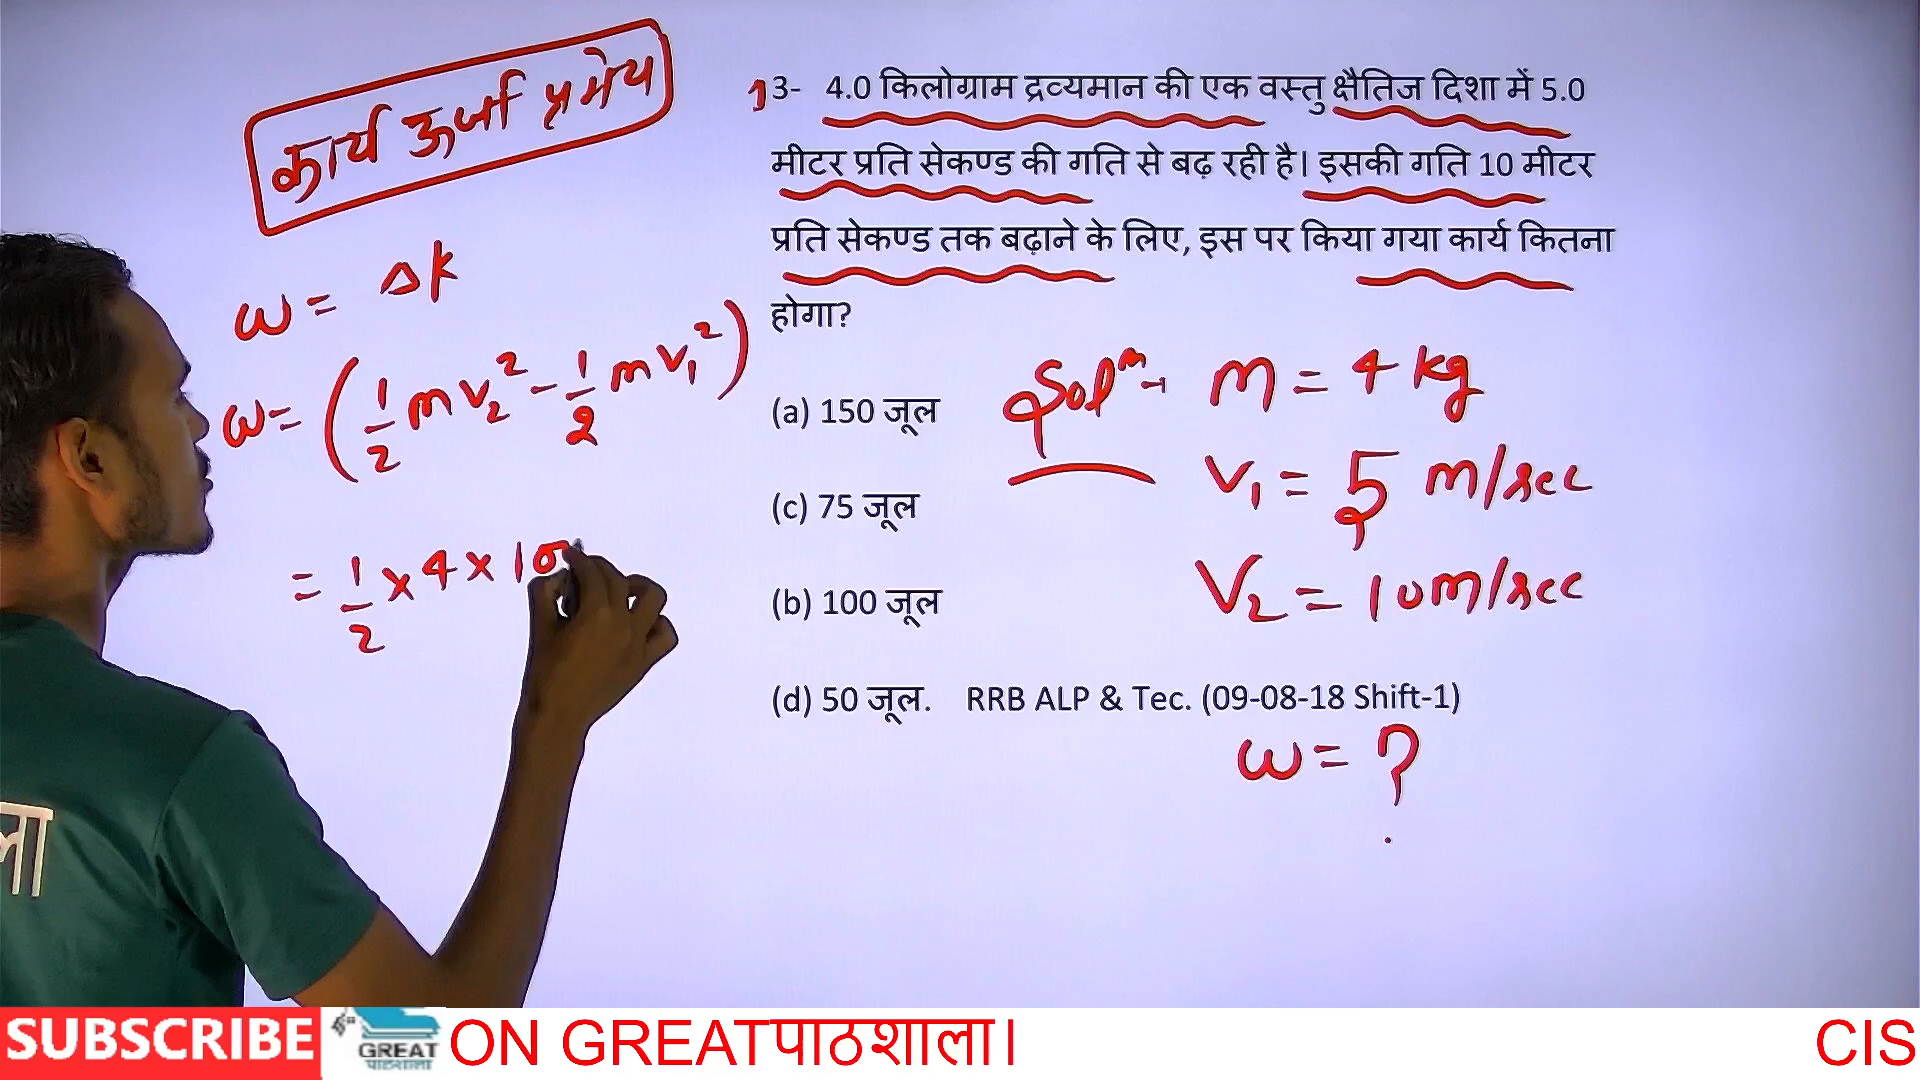 कार्य ऊर्जा प्रमेय
W = Δk
W = (1/2 mv₂² - 1/2 mv₁²)
= 1/2 × 4 × 10
13- 4.0 किलोग्राम द्रव्यमान की एक वस्तु क्षैतिज दिशा में 5.0
मीटर प्रति सेकण्ड की गति से बढ़ रही है। इसकी गति 10 मीटर
प्रति सेकण्ड तक बढ़ाने के लिए, इस पर किया गया कार्य कितना
होगा?
(a) 150 जूल
(c) 75 जूल
(b) 100 जूल
(d) 50 जूल. RRB ALP & Tec. (09-08-18 Shift-1)
Solⁿ- m = 4 kg
V₁ = 5 m/sec
V₂ = 10 m/sec
W = ?
ला
SUBSCRIBE GREAT पाठशाला ON GREATपाठशाला। CIS